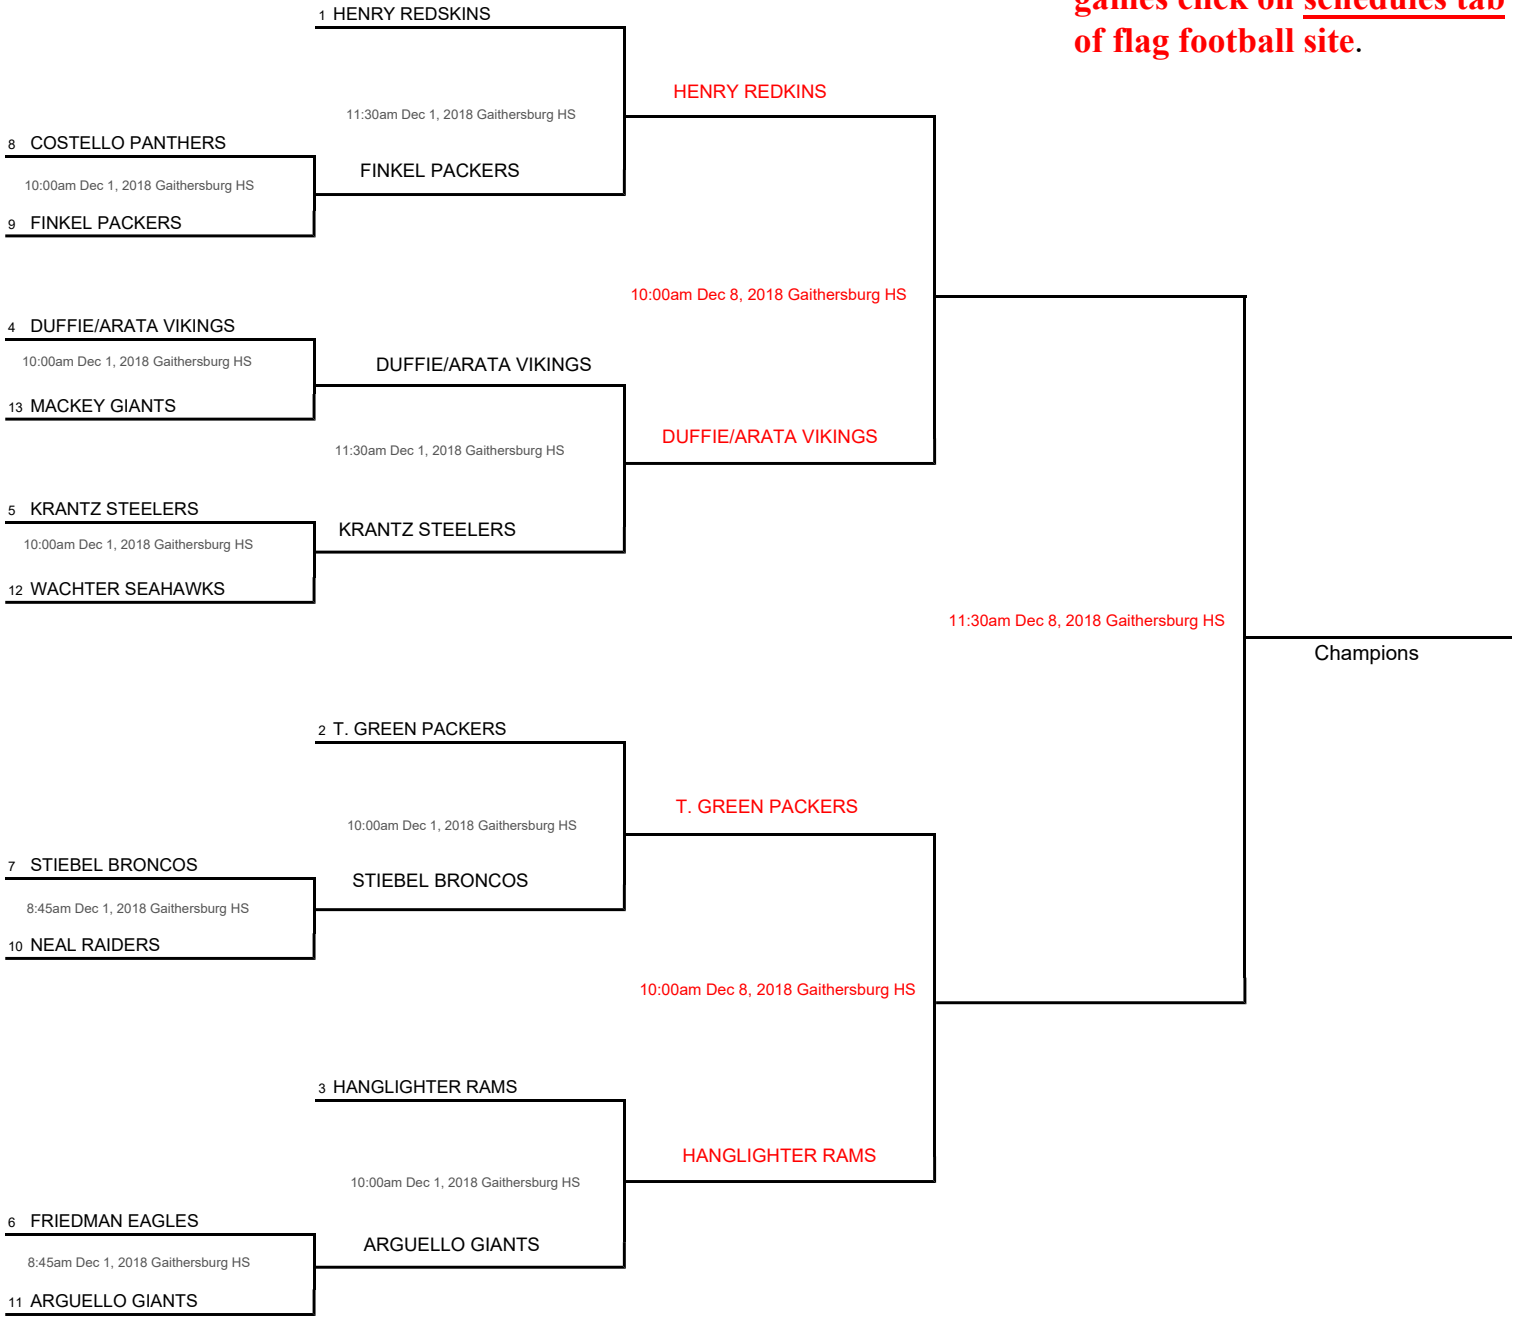 games click on schedules tab
of flag football site.
1 HENRY REDSKINS
HENRY REDKINS
11:30am Dec 1, 2018 Gaithersburg HS
8 COSTELLO PANTHERS
FINKEL PACKERS
10:00am Dec 1, 2018 Gaithersburg HS
9 FINKEL PACKERS
10:00am Dec 8, 2018 Gaithersburg HS
4 DUFFIE/ARATA VIKINGS
10:00am Dec 1, 2018 Gaithersburg HS
DUFFIE/ARATA VIKINGS
13 MACKEY GIANTS
DUFFIE/ARATA VIKINGS
11:30am Dec 1, 2018 Gaithersburg HS
5 KRANTZ STEELERS
KRANTZ STEELERS
10:00am Dec 1, 2018 Gaithersburg HS
12 WACHTER SEAHAWKS
11:30am Dec 8, 2018 Gaithersburg HS
Champions
2 T. GREEN PACKERS
T. GREEN PACKERS
10:00am Dec 1, 2018 Gaithersburg HS
7 STIEBEL BRONCOS
STIEBEL BRONCOS
8:45am Dec 1, 2018 Gaithersburg HS
10 NEAL RAIDERS
10:00am Dec 8, 2018 Gaithersburg HS
3 HANGLIGHTER RAMS
HANGLIGHTER RAMS
10:00am Dec 1, 2018 Gaithersburg HS
6 FRIEDMAN EAGLES
ARGUELLO GIANTS
8:45am Dec 1, 2018 Gaithersburg HS
11 ARGUELLO GIANTS